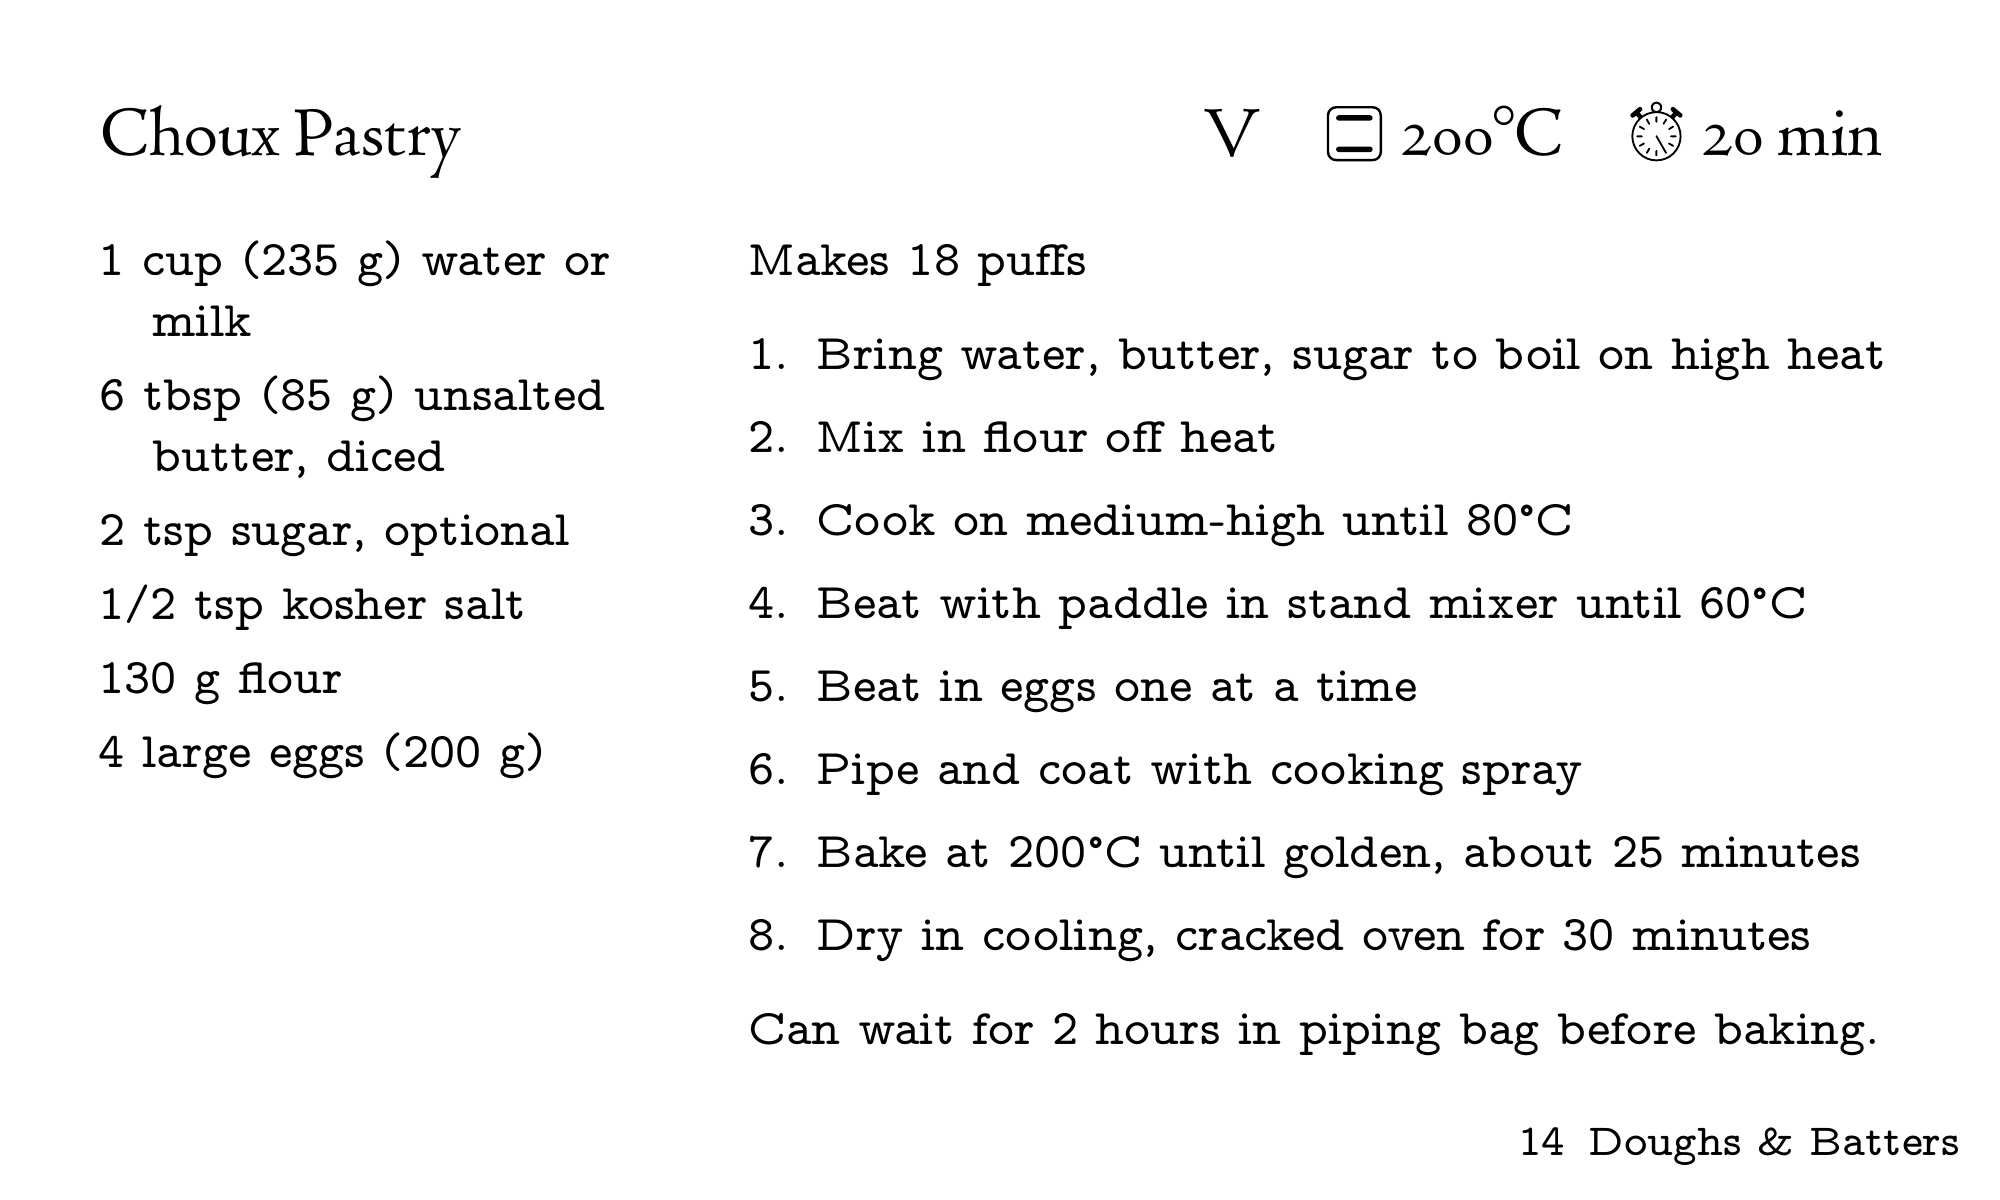 Choux Pastry
V 200°C 20 min
1 cup (235 g) water or
milk
6 tbsp (85 g) unsalted
butter, diced
2 tsp sugar, optional
1/2 tsp kosher salt
130 g flour
4 large eggs (200 g)
Makes 18 puffs
1. Bring water, butter, sugar to boil on high heat
2. Mix in flour off heat
3. Cook on medium-high until 80°C
4. Beat with paddle in stand mixer until 60°C
5. Beat in eggs one at a time
6. Pipe and coat with cooking spray
7. Bake at 200°C until golden, about 25 minutes
8. Dry in cooling, cracked oven for 30 minutes
Can wait for 2 hours in piping bag before baking.
14 Doughs & Batters